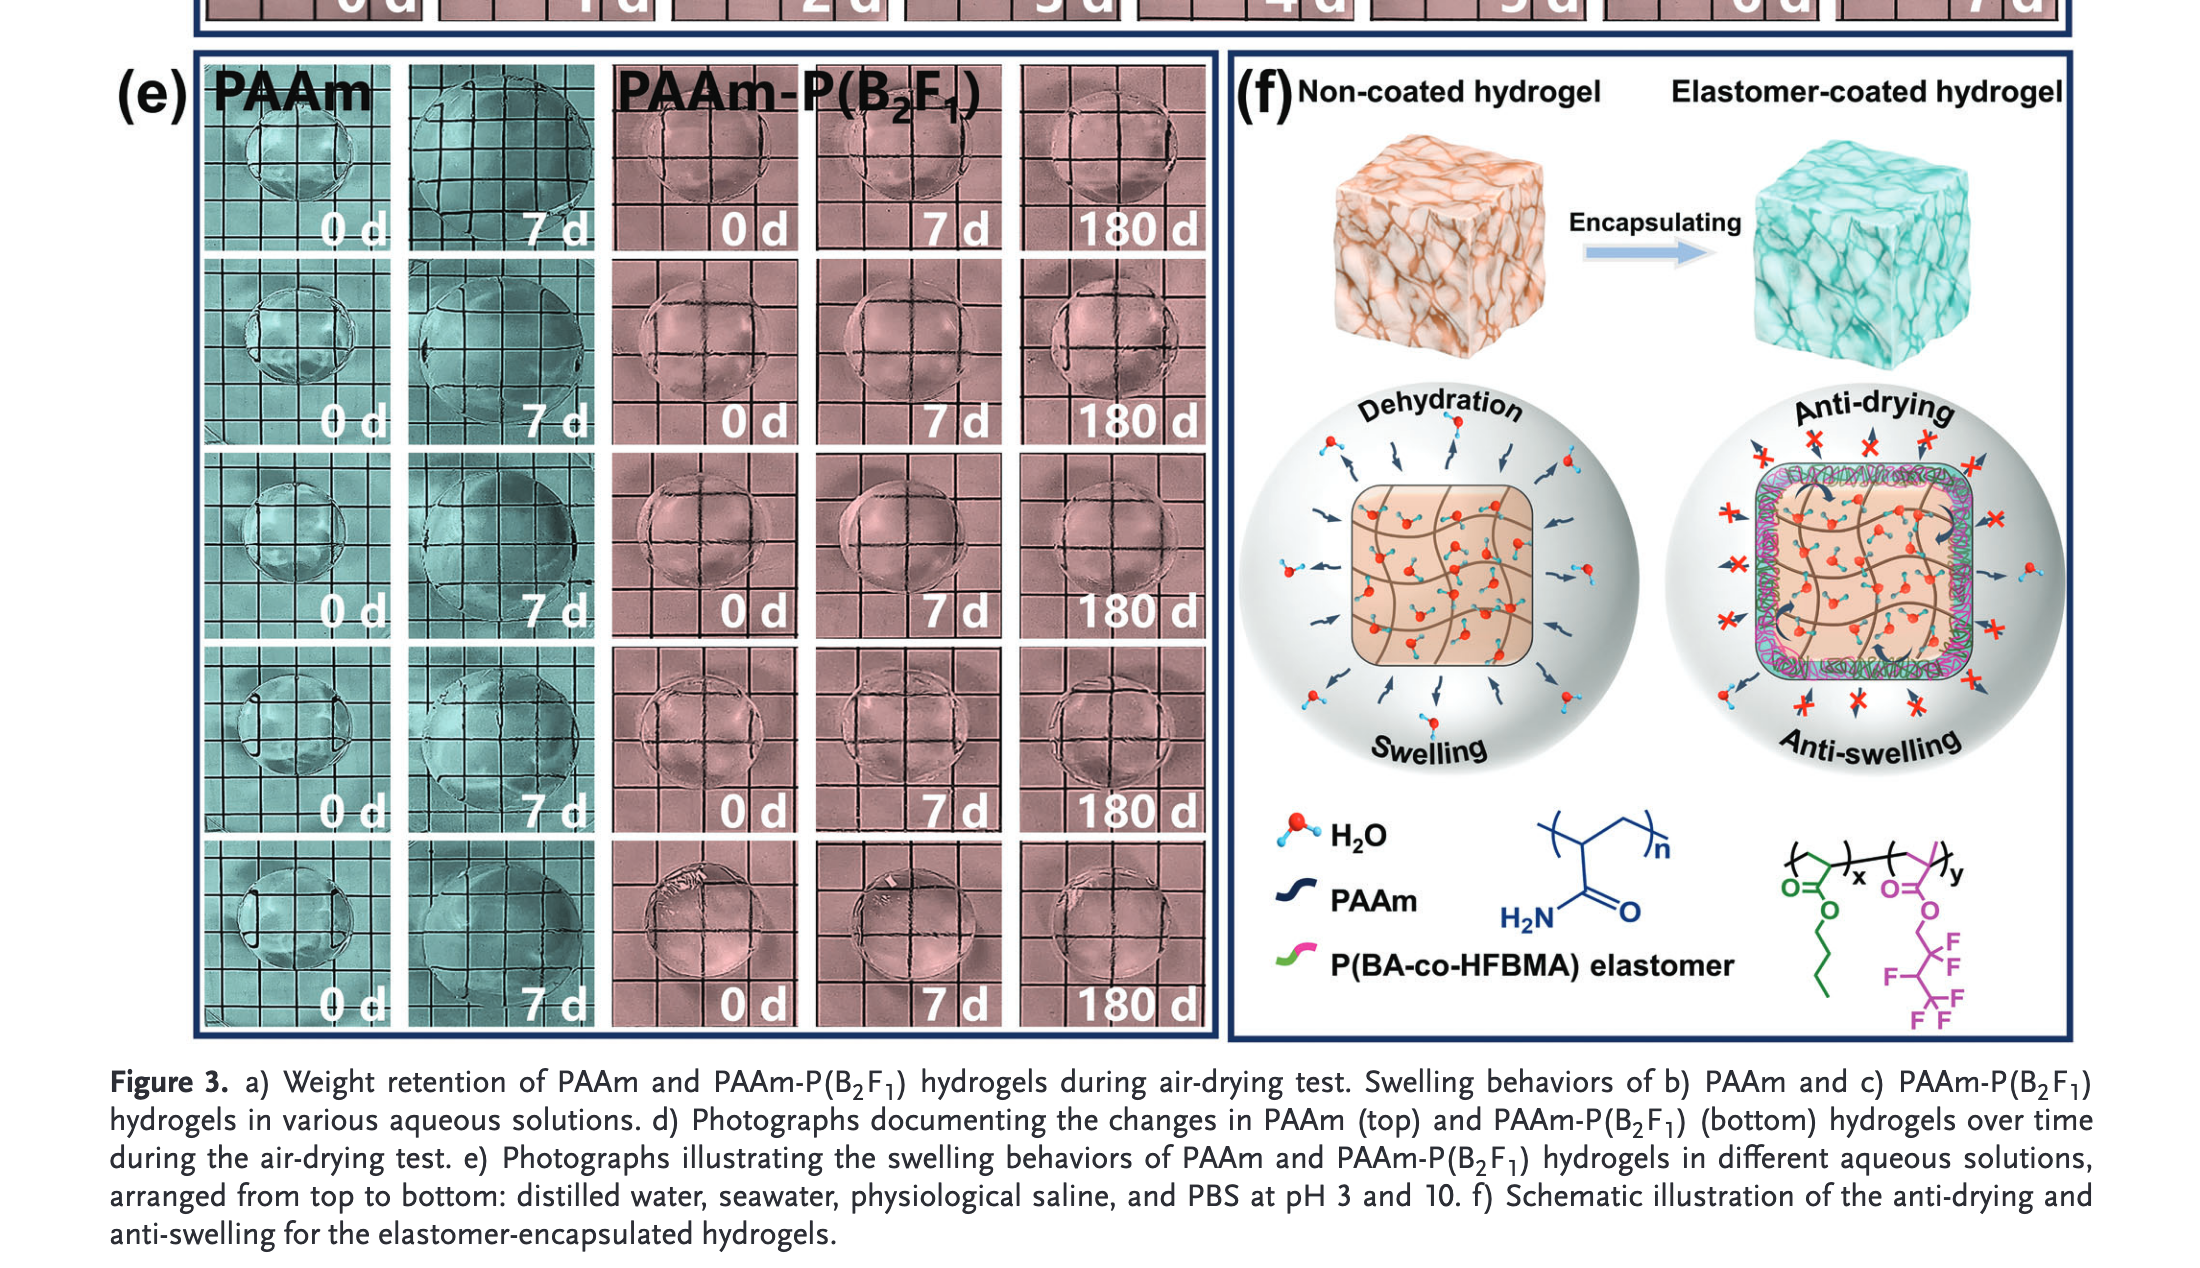 0 d 1 d 2 d 3 d 4 d 5 d 6 d 7 d
(e) PAAm PAAm-P(B₂F₁)
0 d 7 d 0 d 7 d 180 d
0 d 7 d 0 d 7 d 180 d
0 d 7 d 0 d 7 d 180 d
0 d 7 d 0 d 7 d 180 d
0 d 7 d 0 d 7 d 180 d
(f) Non-coated hydrogel Elastomer-coated hydrogel
Encapsulating
Dehydration Anti-drying
Swelling Anti-swelling
H₂O
PAAm
P(BA-co-HFBMA) elastomer
n
H₂N O
x y
O O
O O
F
F
F
F
F F
Figure 3. a) Weight retention of PAAm and PAAm-P(B₂F₁) hydrogels during air-drying test. Swelling behaviors of b) PAAm and c) PAAm-P(B₂F₁)
hydrogels in various aqueous solutions. d) Photographs documenting the changes in PAAm (top) and PAAm-P(B₂F₁) (bottom) hydrogels over time
during the air-drying test. e) Photographs illustrating the swelling behaviors of PAAm and PAAm-P(B₂F₁) hydrogels in different aqueous solutions,
arranged from top to bottom: distilled water, seawater, physiological saline, and PBS at pH 3 and 10. f) Schematic illustration of the anti-drying and
anti-swelling for the elastomer-encapsulated hydrogels.